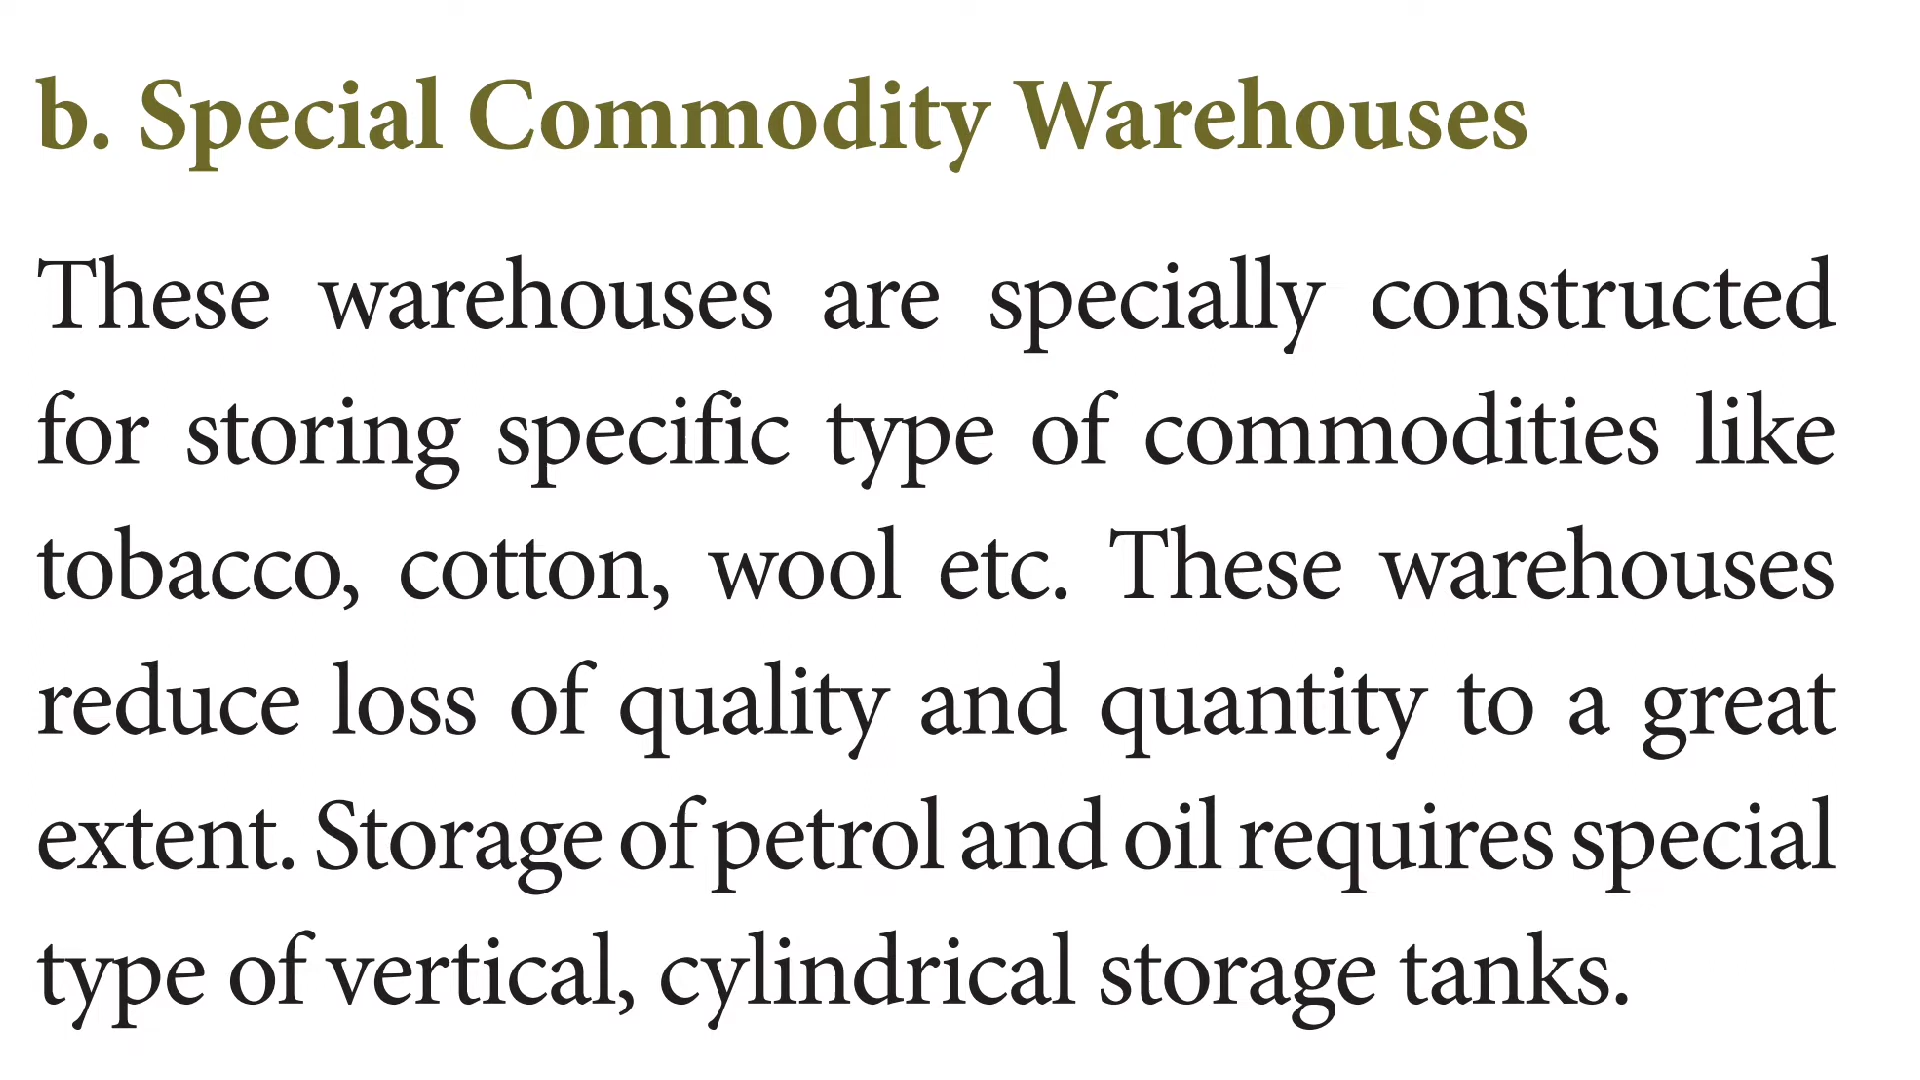 b. Special Commodity Warehouses
These warehouses are specially constructed
for storing specific type of commodities like
tobacco, cotton, wool etc. These warehouses
reduce loss of quality and quantity to a great
extent. Storage of petrol and oil requires special
type of vertical, cylindrical storage tanks.